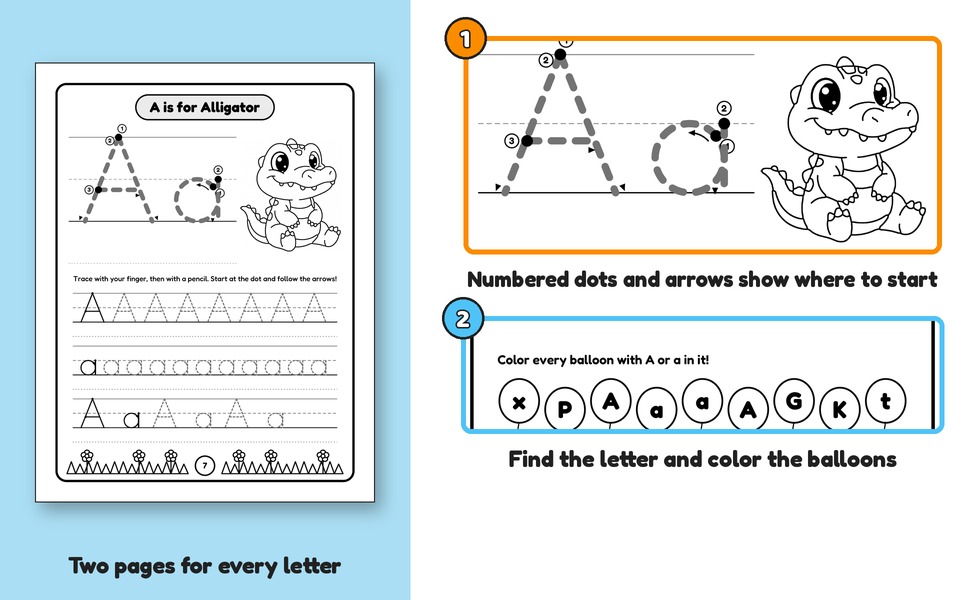 A is for Alligator
1
2
3
2
1
A a
Trace with your finger, then with a pencil. Start at the dot and follow the arrows!
A A A A A A A A
a a a a a a a a a a a
A a A a A a
7
Two pages for every letter
1
1
2
3
2
1
A a
Numbered dots and arrows show where to start
2
Color every balloon with A or a in it!
x P A a a A G K t
Find the letter and color the balloons